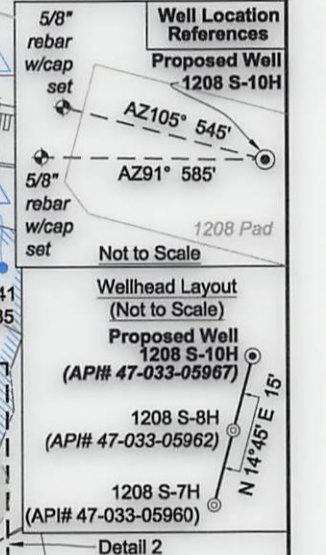 5/8"
rebar
w/cap
set
Well Location
References
Proposed Well
1208 S-10H
AZ105° 545'
AZ91° 585'
5/8"
rebar
w/cap
set
1208 Pad
Not to Scale
Wellhead Layout
(Not to Scale)
Proposed Well
1208 S-10H
(API# 47-033-05967)
1208 S-8H
(API# 47-033-05962)
N 14°45' E 15'
1208 S-7H
(API# 47-033-05960)
Detail 2
41
35